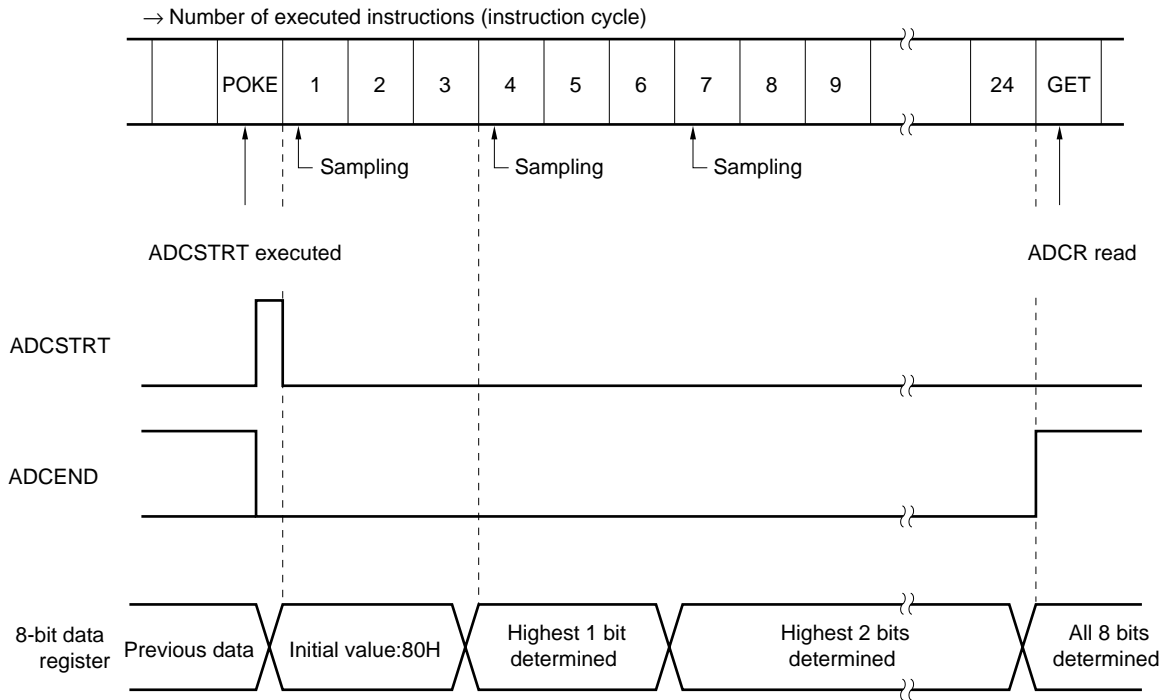 → Number of executed instructions (instruction cycle)
POKE 1 2 3 4 5 6 7 8 9 24 GET
Sampling Sampling Sampling
ADCSTRT executed ADCR read
ADCSTRT
ADCEND
8-bit data
register
Previous data
Initial value:80H
Highest 1 bit
determined
Highest 2 bits
determined
All 8 bits
determined